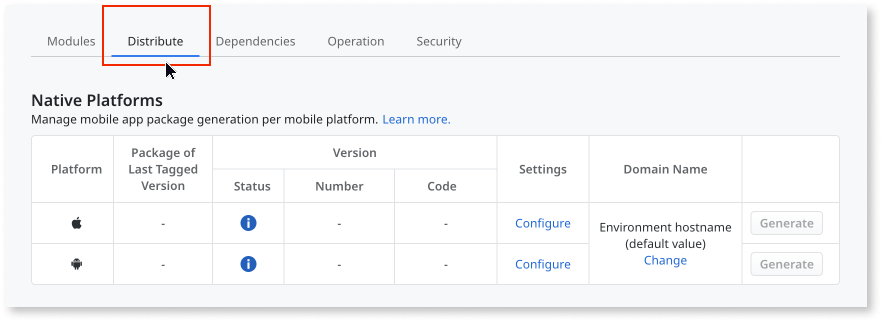 Modules Distribute Dependencies Operation Security
Native Platforms
Manage mobile app package generation per mobile platform. Learn more.
Platform
Package of
Last Tagged
Version
Version
Status Number Code
Settings
Domain Name
- i - - Configure
Environment hostname
(default value)
Change
Generate
- i - - Configure
Generate